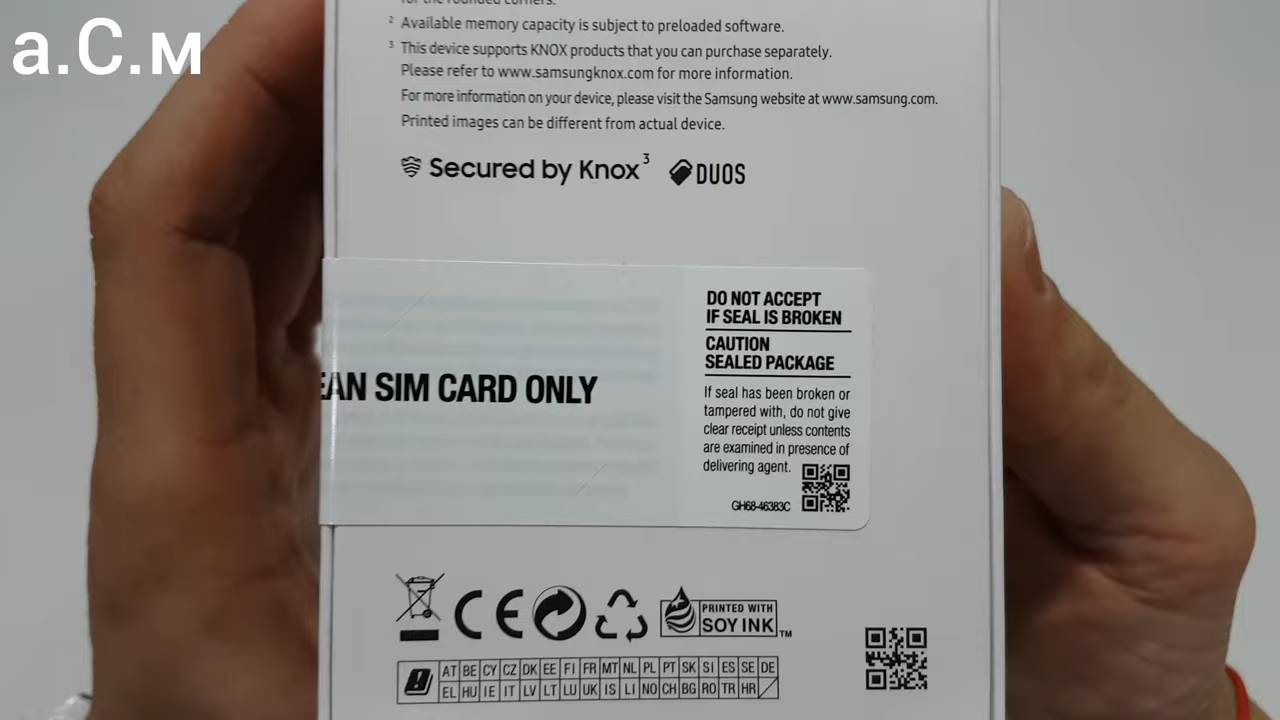 а.С.м
for the rounded corners.
² Available memory capacity is subject to preloaded software.
³ This device supports KNOX products that you can purchase separately.
Please refer to www.samsungknox.com for more information.
For more information on your device, please visit the Samsung website at www.samsung.com.
Printed images can be different from actual device.
Secured by Knox³ DUOS
EAN SIM CARD ONLY
DO NOT ACCEPT
IF SEAL IS BROKEN
CAUTION
SEALED PACKAGE
If seal has been broken or
tampered with, do not give
clear receipt unless contents
are examined in presence of
delivering agent.
GH68-46383C
CE
PRINTED WITH
SOY INK™
AT BE CY CZ DK EE FI FR MT NL PL PT SK SI ES SE DE
EL HU IE IT LV LT LU UK IS LI NO CH BG RO TR HR